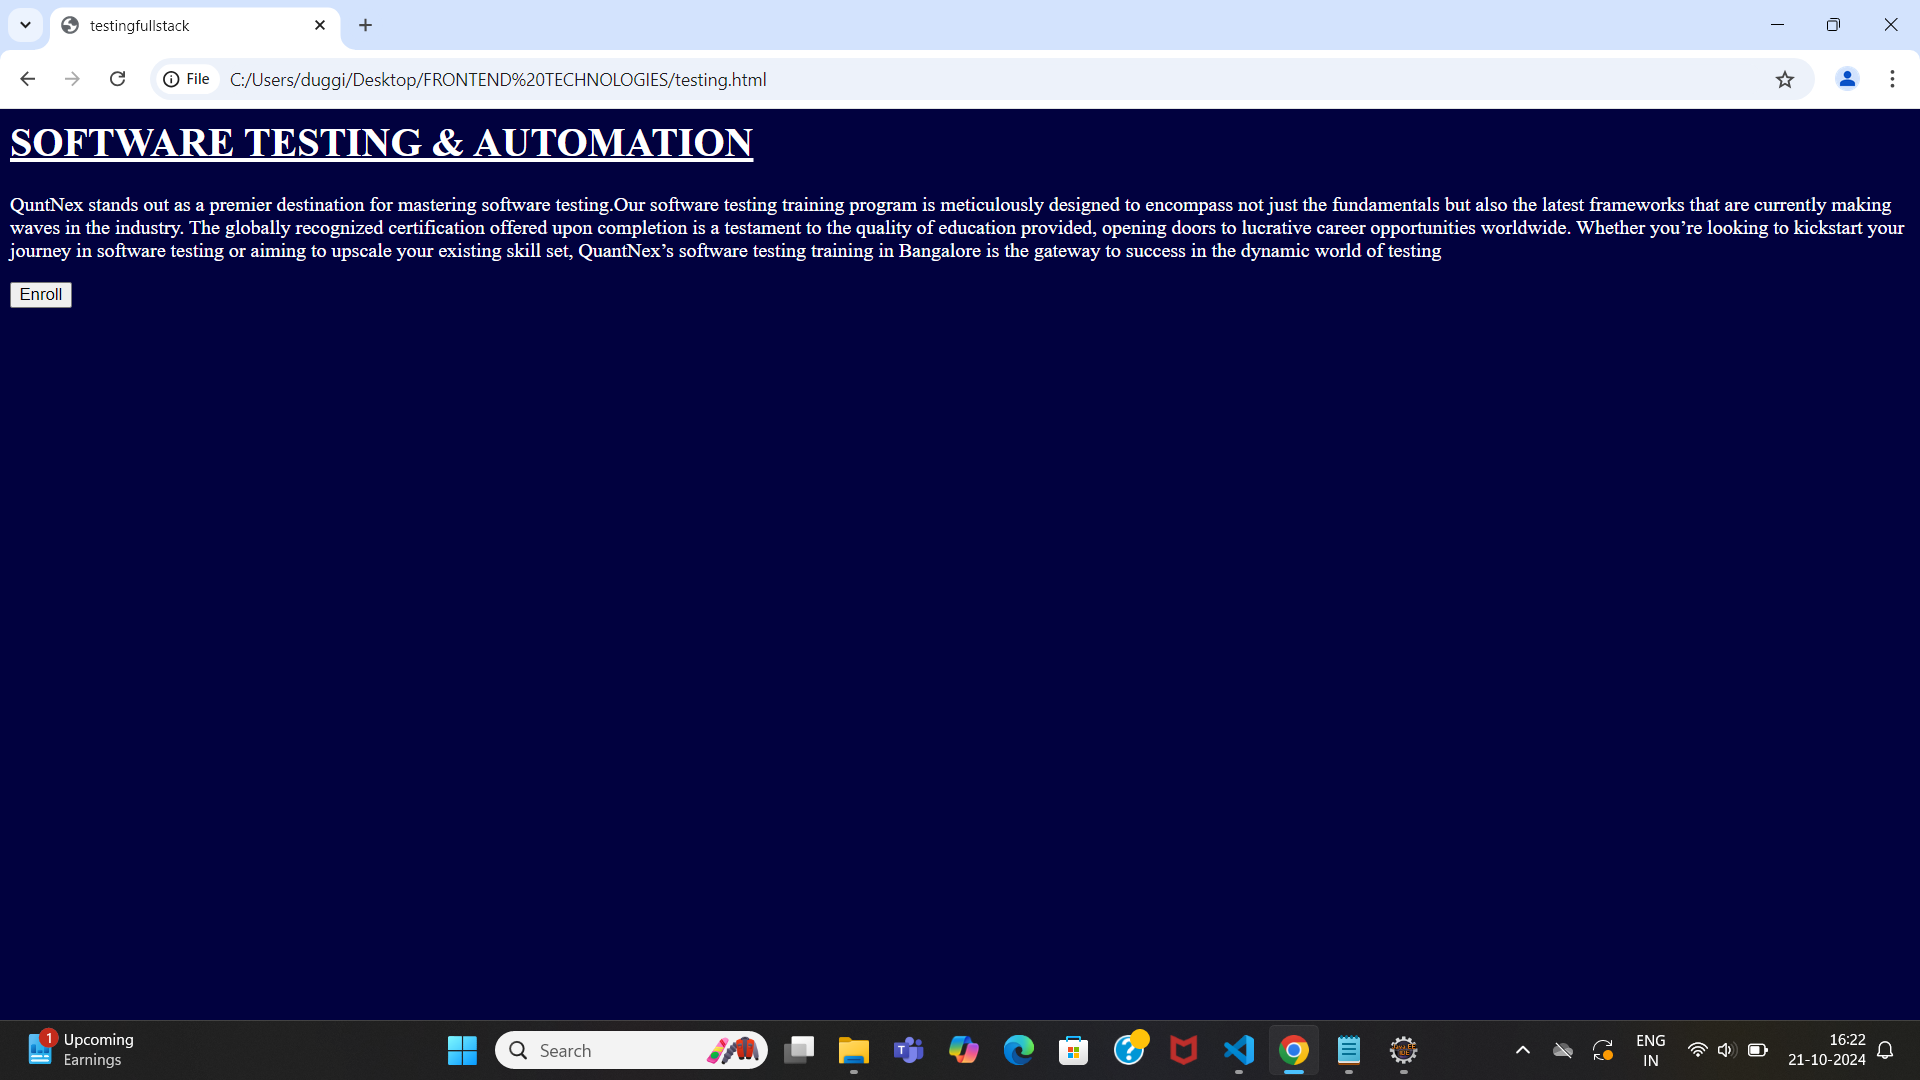 testingfullstack
File
C:/Users/duggi/Desktop/FRONTEND%20TECHNOLOGIES/testing.html
SOFTWARE TESTING & AUTOMATION
QuntNex stands out as a premier destination for mastering software testing.Our software testing training program is meticulously designed to encompass not just the fundamentals but also the latest frameworks that are currently making
waves in the industry. The globally recognized certification offered upon completion is a testament to the quality of education provided, opening doors to lucrative career opportunities worldwide. Whether you’re looking to kickstart your
journey in software testing or aiming to upscale your existing skill set, QuantNex’s software testing training in Bangalore is the gateway to success in the dynamic world of testing
Enroll
1
Upcoming
Earnings
Search
ENG
IN
16:22
21-10-2024